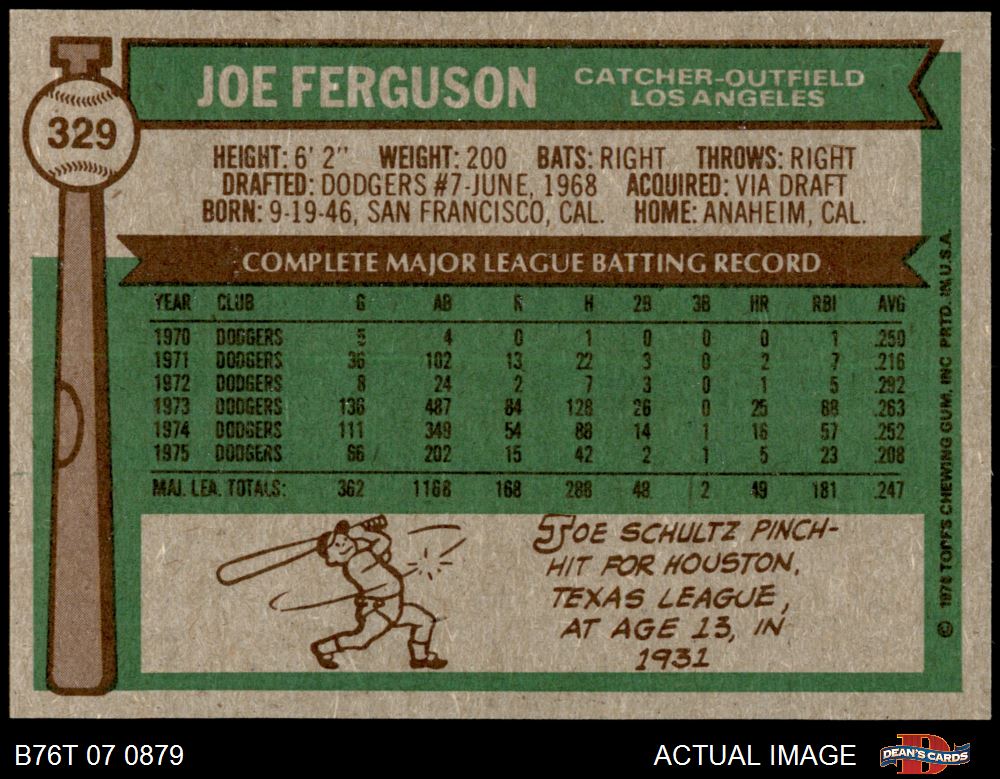 329
JOE FERGUSON
CATCHER-OUTFIELD
LOS ANGELES
HEIGHT: 6' 2" WEIGHT: 200 BATS: RIGHT THROWS: RIGHT
DRAFTED: DODGERS #7-JUNE, 1968 ACQUIRED: VIA DRAFT
BORN: 9-19-46, SAN FRANCISCO, CAL. HOME: ANAHEIM, CAL.
COMPLETE MAJOR LEAGUE BATTING RECORD
YEAR CLUB G AB R H 2B 3B HR RBI AVG
1970 DODGERS 5 4 0 1 0 0 0 1 .250
1971 DODGERS 36 102 13 22 3 0 2 7 .216
1972 DODGERS 8 24 2 7 3 0 1 5 .292
1973 DODGERS 136 487 84 128 26 0 25 88 .263
1974 DODGERS 111 349 54 88 14 1 16 57 .252
1975 DODGERS 66 202 15 42 2 1 5 23 .208
MAJ. LEA. TOTALS: 362 1168 168 288 48 2 49 181 .247
JOE SCHULTZ PINCH-
HIT FOR HOUSTON,
TEXAS LEAGUE,
AT AGE 13, IN
1931
© 1976 TOPPS CHEWING GUM, INC PRTD. IN U.S.A.
B76T 07 0879
ACTUAL IMAGE
DEAN'S CARDS